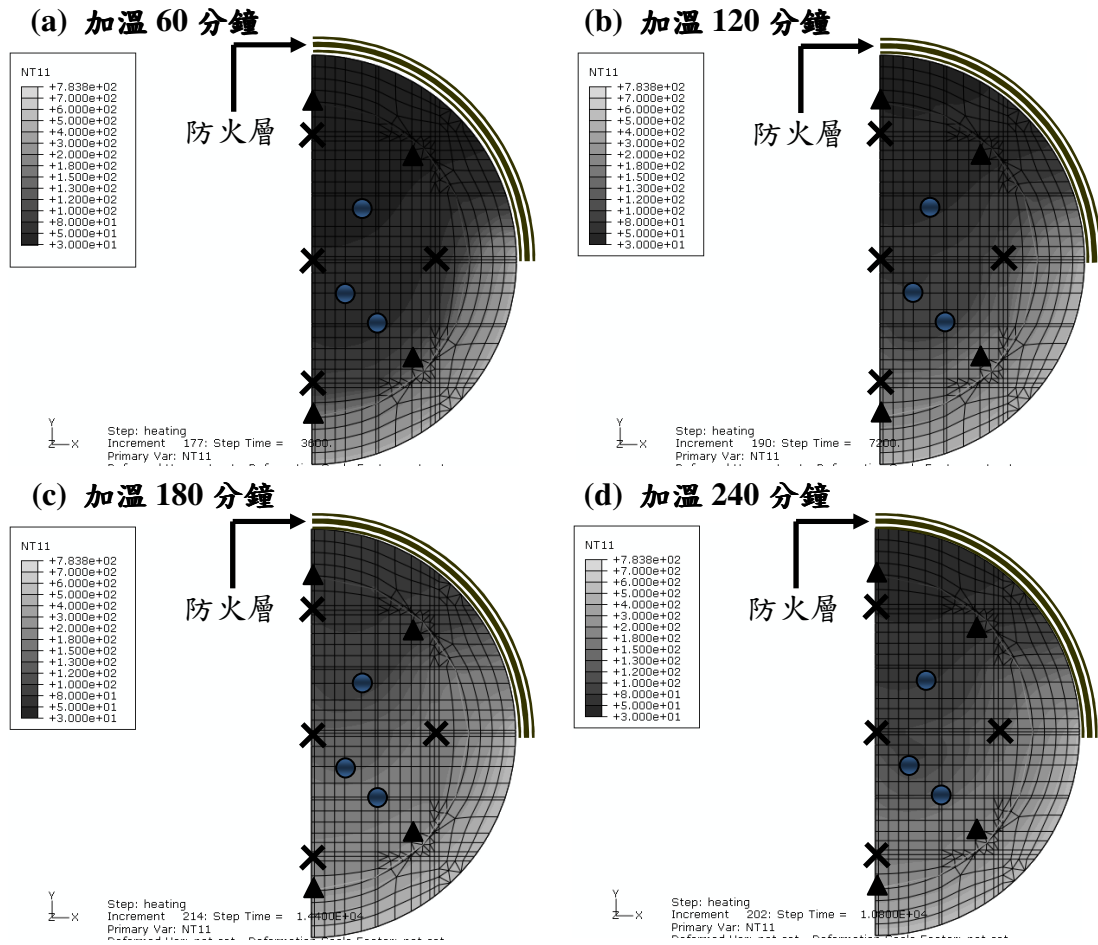 (a) 加溫 60 分鐘
NT11
+7.838e+02
+7.000e+02
+6.000e+02
+5.000e+02
+4.000e+02
+3.000e+02
+2.000e+02
+1.800e+02
+1.500e+02
+1.300e+02
+1.200e+02
+1.000e+02
+8.000e+01
+5.000e+01
+3.000e+01
防火層
Y
Z X
Step: heating
Increment 177: Step Time = 3600.
Primary Var: NT11
(b) 加溫 120 分鐘
NT11
+7.838e+02
+7.000e+02
+6.000e+02
+5.000e+02
+4.000e+02
+3.000e+02
+2.000e+02
+1.800e+02
+1.500e+02
+1.300e+02
+1.200e+02
+1.000e+02
+8.000e+01
+5.000e+01
+3.000e+01
防火層
Y
Z X
Step: heating
Increment 190: Step Time = 7200.
Primary Var: NT11
(c) 加溫 180 分鐘
NT11
+7.838e+02
+7.000e+02
+6.000e+02
+5.000e+02
+4.000e+02
+3.000e+02
+2.000e+02
+1.800e+02
+1.500e+02
+1.300e+02
+1.200e+02
+1.000e+02
+8.000e+01
+5.000e+01
+3.000e+01
防火層
Y
Z X
Step: heating
Increment 214: Step Time = 1.4400E+04
Primary Var: NT11
(d) 加溫 240 分鐘
NT11
+7.838e+02
+7.000e+02
+6.000e+02
+5.000e+02
+4.000e+02
+3.000e+02
+2.000e+02
+1.800e+02
+1.500e+02
+1.300e+02
+1.200e+02
+1.000e+02
+8.000e+01
+5.000e+01
+3.000e+01
防火層
Y
Z X
Step: heating
Increment 202: Step Time = 1.0800E+04
Primary Var: NT11